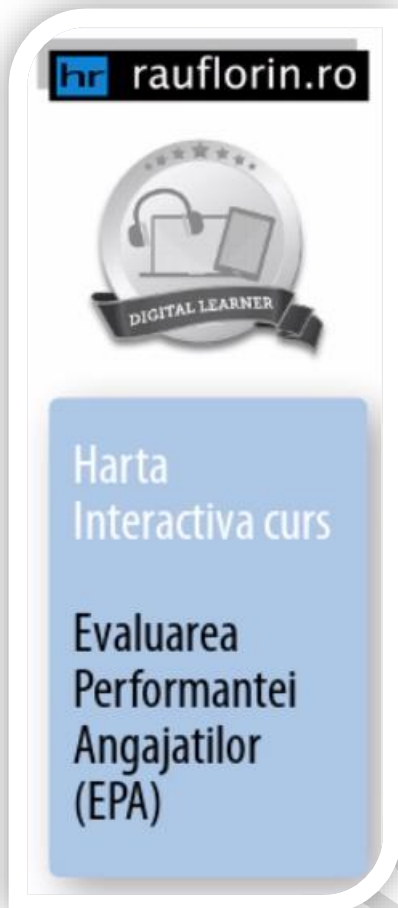 hr rauflorin.ro
DIGITAL LEARNER
Harta
Interactiva curs
Evaluarea
Performantei
Angajatilor
(EPA)